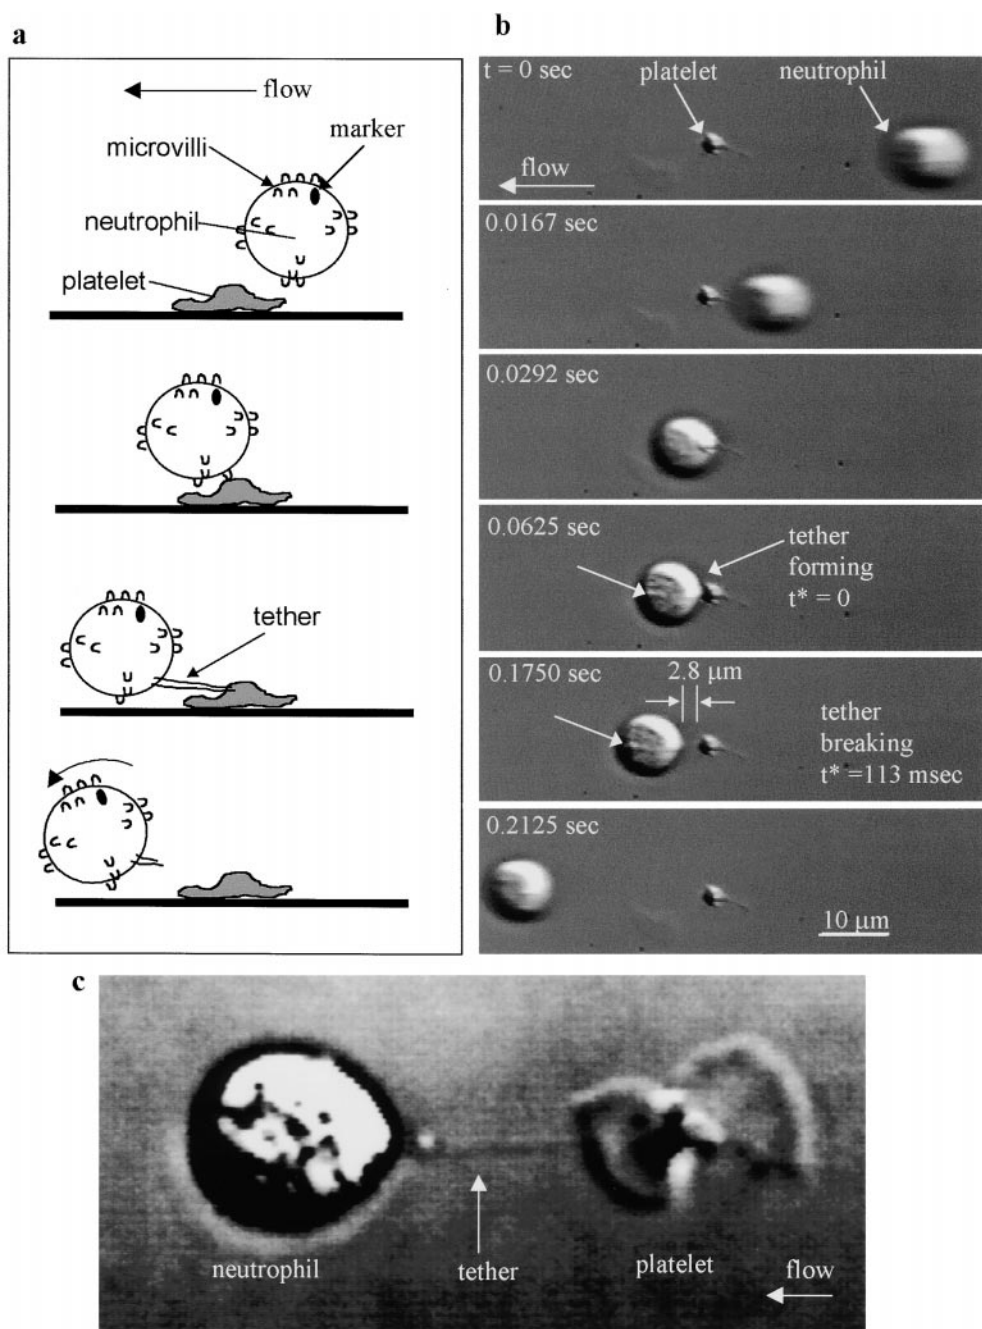 a
flow
marker
microvilli
neutrophil
platelet
tether
b
t = 0 sec
platelet
neutrophil
flow
0.0167 sec
0.0292 sec
0.0625 sec
tether
forming
t* = 0
0.1750 sec
2.8 μm
tether
breaking
t* =113 msec
0.2125 sec
10 μm
c
neutrophil
tether
platelet
flow